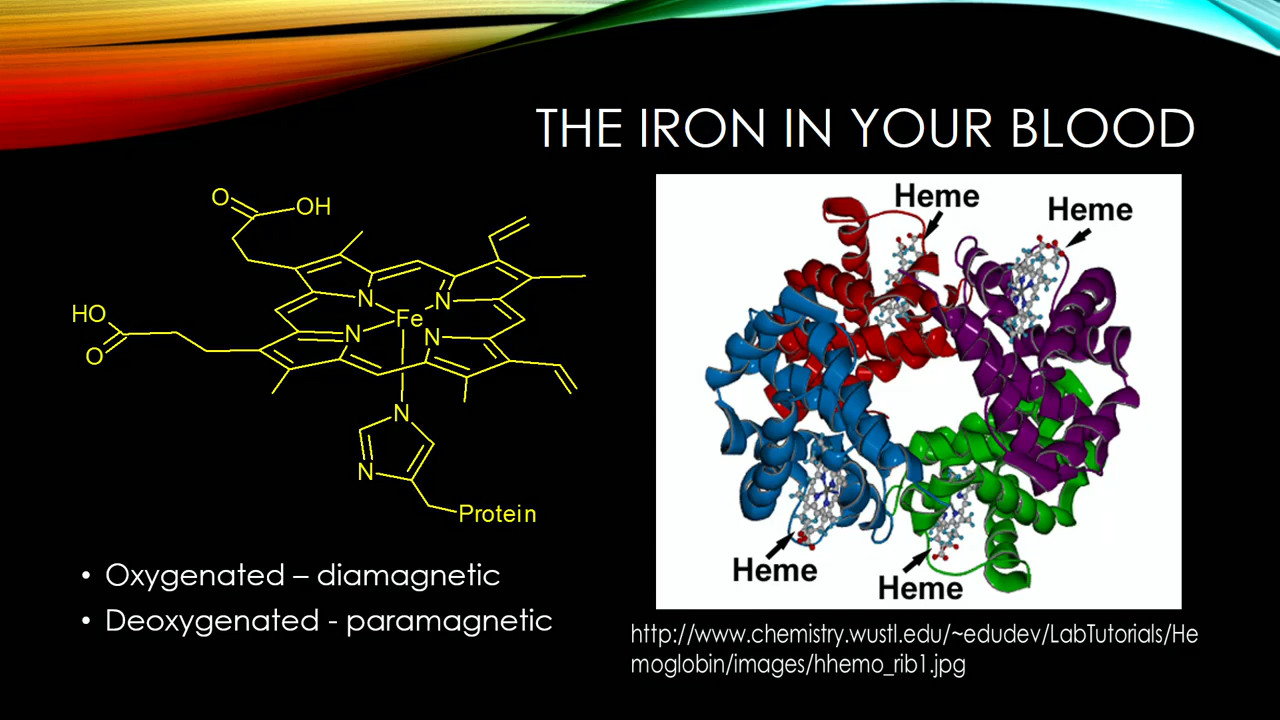 THE IRON IN YOUR BLOOD
O
OH
HO
O
N
N
Fe
N
N
N
N
Protein
Heme
Heme
Heme
Heme
• Oxygenated – diamagnetic
• Deoxygenated - paramagnetic
http://www.chemistry.wustl.edu/~edudev/LabTutorials/He
moglobin/images/hhemo_rib1.jpg